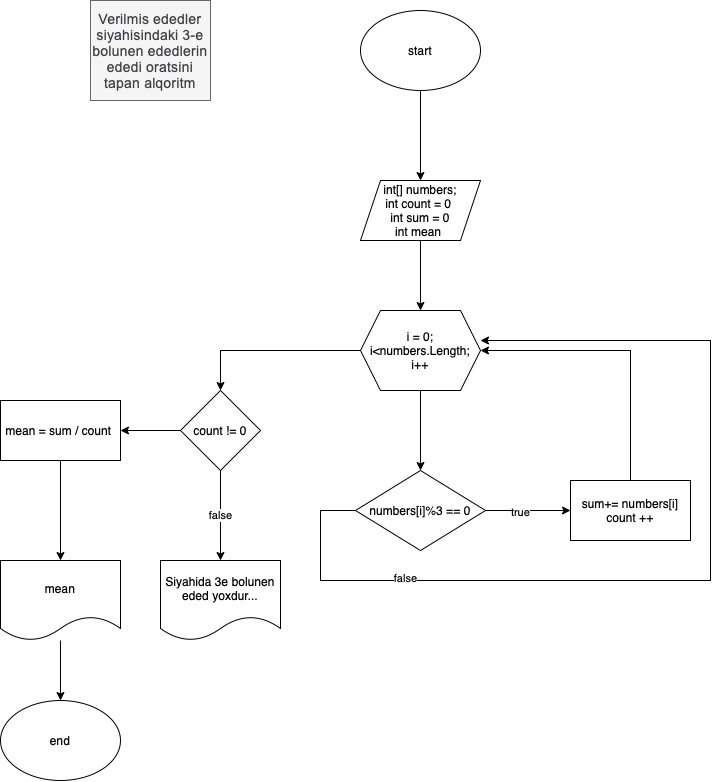 Verilmis ededler
siyahisindaki 3-e
bolunen ededlerin
ededi oratsini
tapan alqoritm
start
int[] numbers;
int count = 0
int sum = 0
int mean
i = 0;
i<numbers.Length;
i++
count != 0
mean = sum / count
false
numbers[i]%3 == 0
true
sum+= numbers[i]
count ++
false
mean
Siyahida 3e bolunen
eded yoxdur...
end